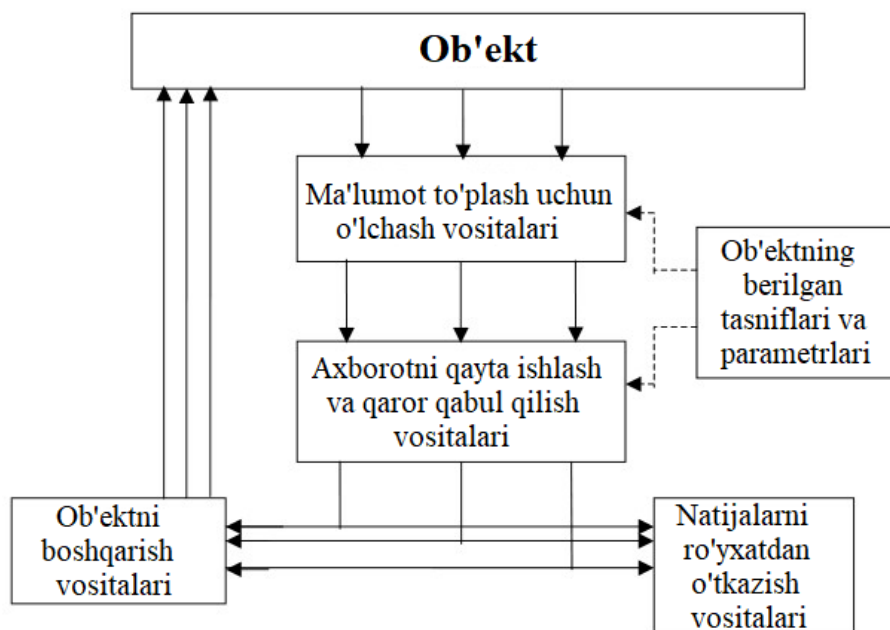 Ob'ekt
Ma'lumot to'plash uchun
o'lchash vositalari
Ob'ektning
berilgan
tasniflari va
parametrlari
Axborotni qayta ishlash
va qaror qabul qilish
vositalari
Ob'ektni
boshqarish
vositalari
Natijalarni
ro'yxatdan
o'tkazish
vositalari